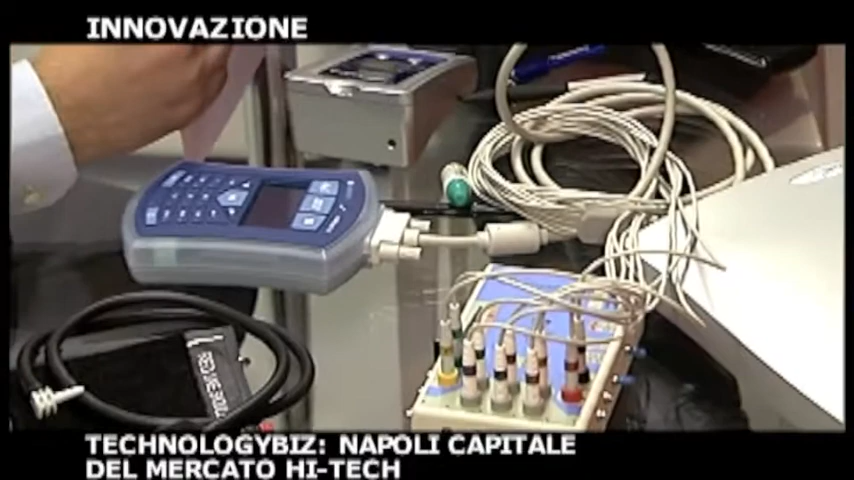 INNOVAZIONE
TECHNOLOGYBIZ: NAPOLI CAPITALE
DEL MERCATO HI-TECH